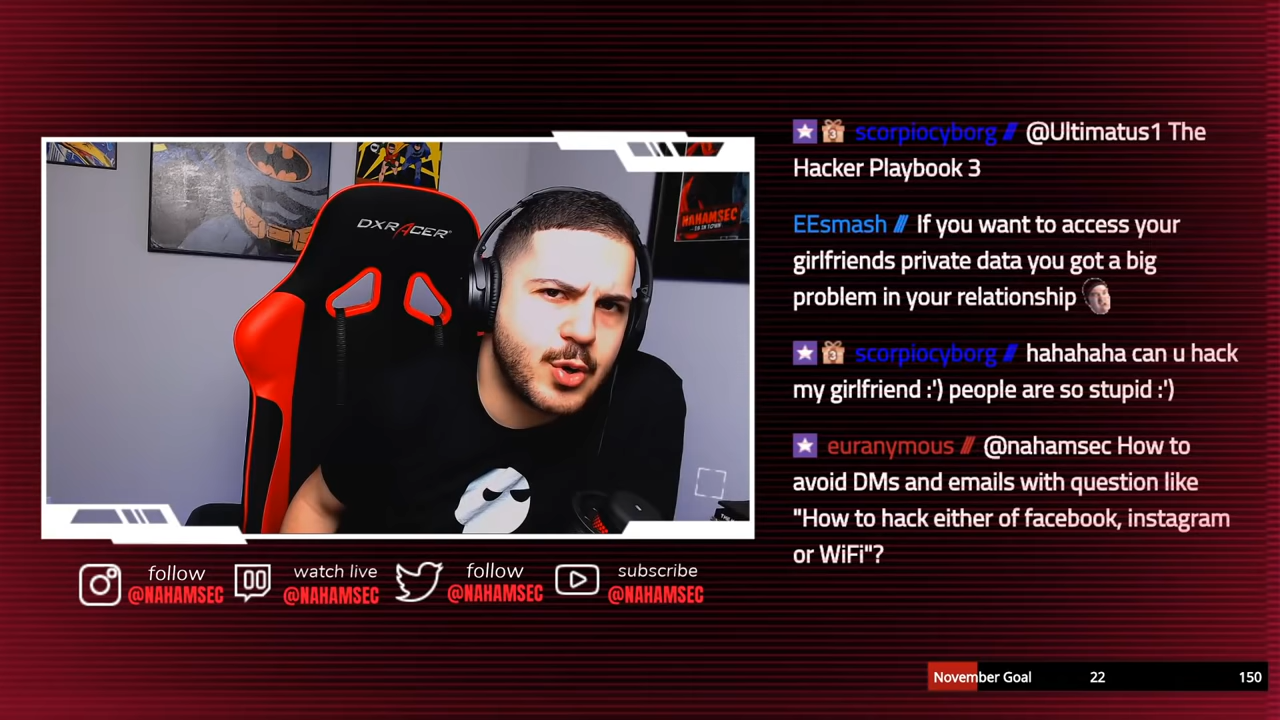 scorpiocyborg // @Ultimatus1 The
Hacker Playbook 3
EEsmash // If you want to access your
girlfriends private data you got a big
problem in your relationship
scorpiocyborg // hahahaha can u hack
my girlfriend :') people are so stupid :')
euranymous // @nahamsec How to
avoid DMs and emails with question like
"How to hack either of facebook, instagram
or WiFi"?
DXRACER
NAHAMSEC
follow
@NAHAMSEC
watch live
@NAHAMSEC
follow
@NAHAMSEC
subscribe
@NAHAMSEC
November Goal 22 150